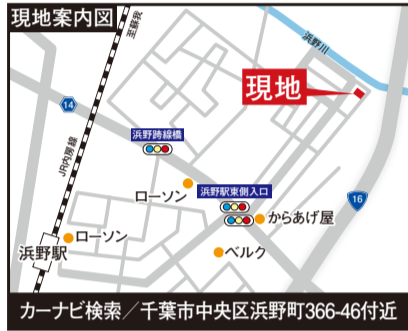 現地案内図
至蘇我
浜野川
現地
14
浜野跨線橋
JR内房線
ローソン
浜野駅東側入口
16
からあげ屋
ローソン
浜野駅
ベルク
カーナビ検索／千葉市中央区浜野町366-46付近